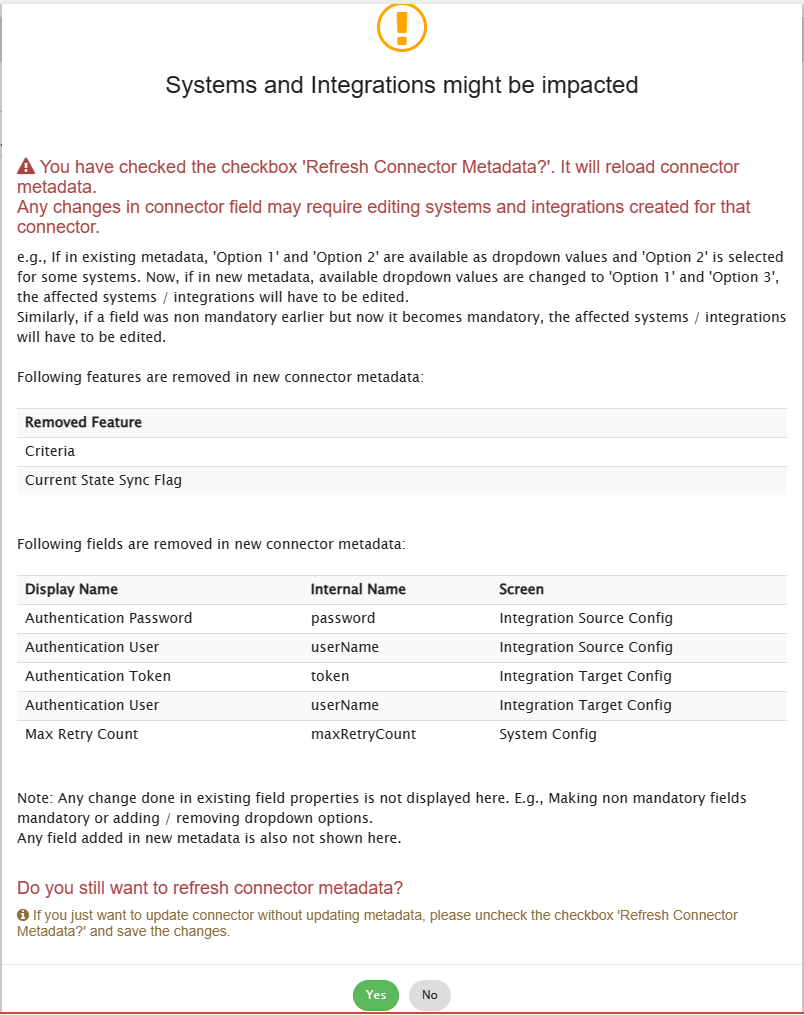 Systems and Integrations might be impacted
You have checked the checkbox 'Refresh Connector Metadata?'. It will reload connector
metadata.
Any changes in connector field may require editing systems and integrations created for that
connector.
e.g., If in existing metadata, 'Option 1' and 'Option 2' are available as dropdown values and 'Option 2' is selected
for some systems. Now, if in new metadata, available dropdown values are changed to 'Option 1' and 'Option 3',
the affected systems / integrations will have to be edited.
Similarly, if a field was non mandatory earlier but now it becomes mandatory, the affected systems / integrations
will have to be edited.
Following features are removed in new connector metadata:
Removed Feature
Criteria
Current State Sync Flag
Following fields are removed in new connector metadata:
Display Name Internal Name Screen
Authentication Password password Integration Source Config
Authentication User userName Integration Source Config
Authentication Token token Integration Target Config
Authentication User userName Integration Target Config
Max Retry Count maxRetryCount System Config
Note: Any change done in existing field properties is not displayed here. E.g., Making non mandatory fields
mandatory or adding / removing dropdown options.
Any field added in new metadata is also not shown here.
Do you still want to refresh connector metadata?
If you just want to update connector without updating metadata, please uncheck the checkbox 'Refresh Connector
Metadata?' and save the changes.
Yes No